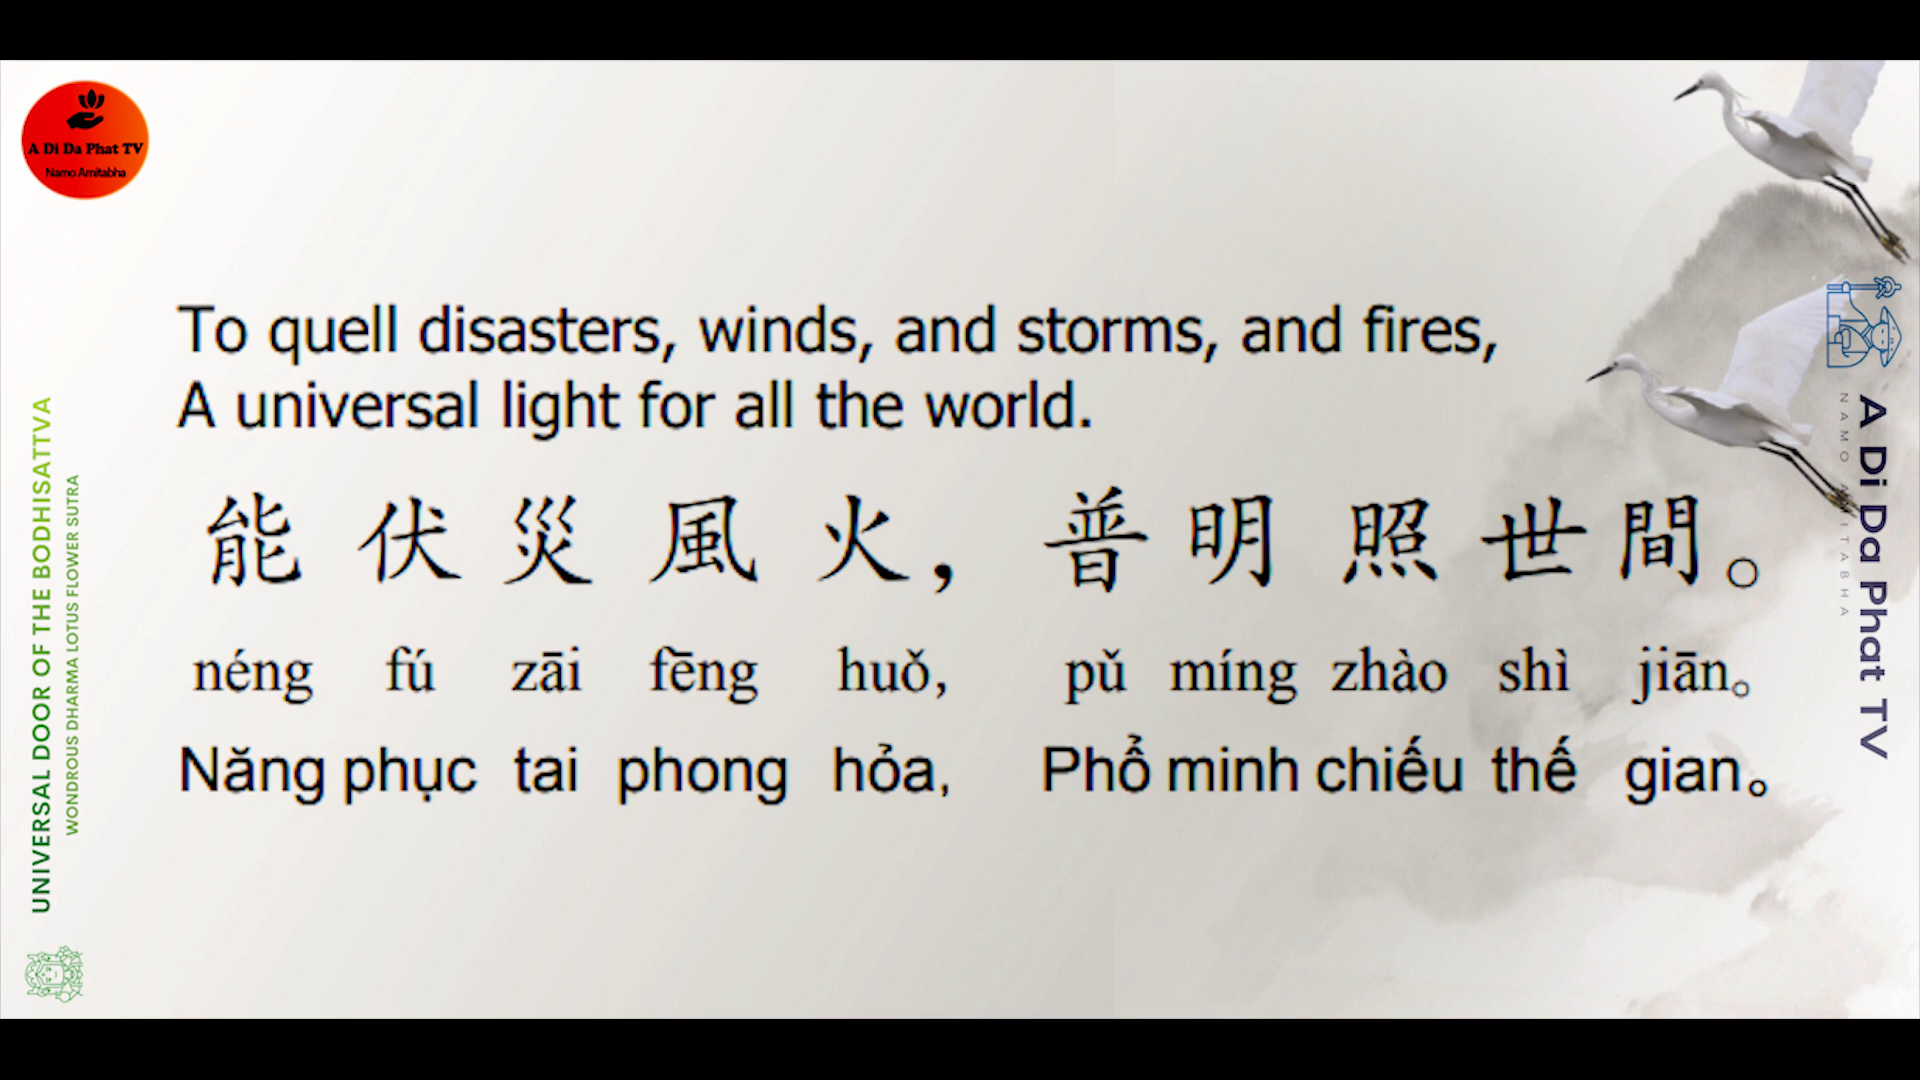 A Di Da Phat TV
Namo Amitabha
To quell disasters, winds, and storms, and fires,
A universal light for all the world.
能伏災風火，普明照世間。
néng fú zāi fēng huǒ, pǔ míng zhào shì jiān。
Năng phục tai phong hỏa, Phổ minh chiếu thế gian。
UNIVERSAL DOOR OF THE BODHISATTVA
WONDROUS DHARMA LOTUS FLOWER SUTRA
A Di Da Phat TV
NAMO AMITABHA